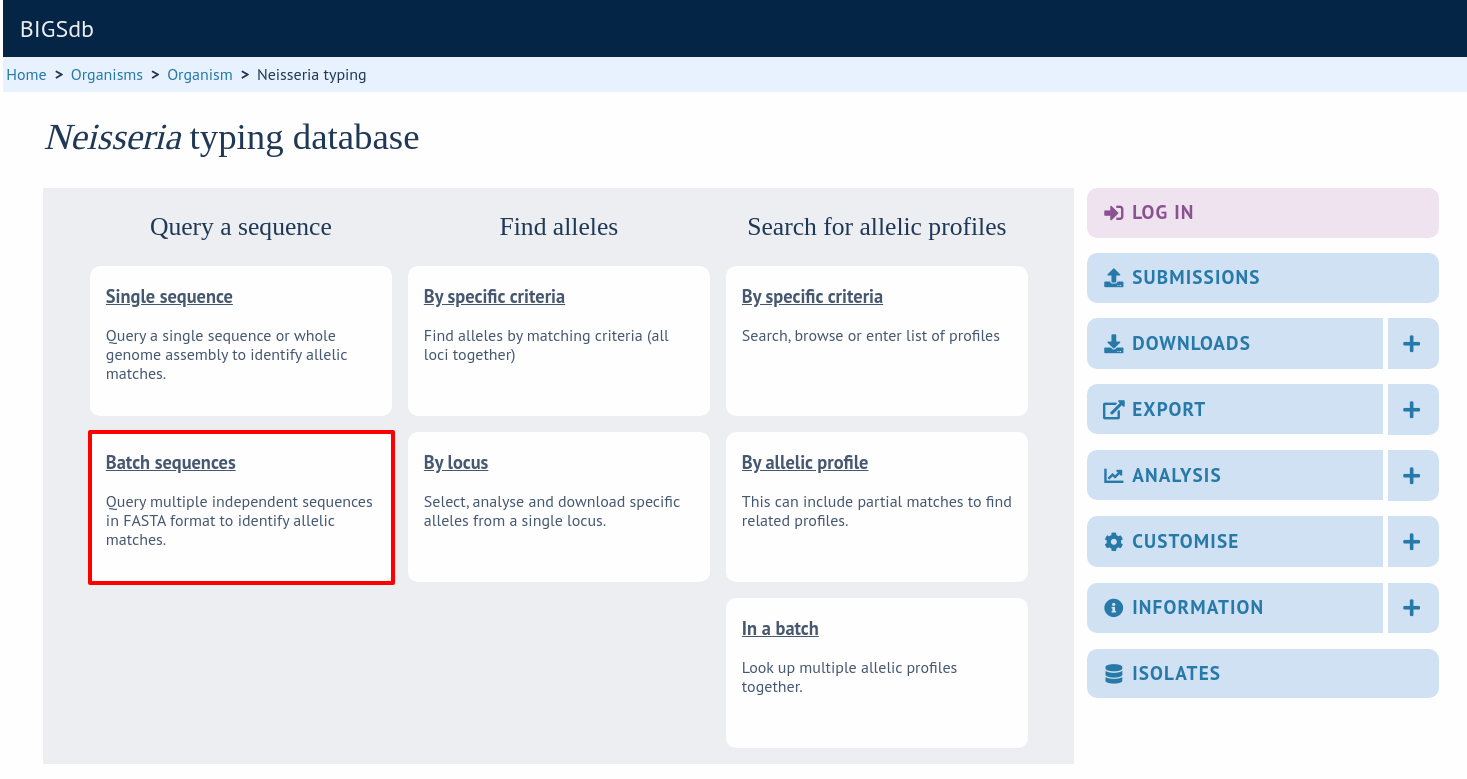 BIGSdb
Home > Organisms > Organism > Neisseria typing
Neisseria typing database
Query a sequence
Single sequence
Query a single sequence or whole
genome assembly to identify allelic
matches.
Batch sequences
Query multiple independent sequences
in FASTA format to identify allelic
matches.
Find alleles
By specific criteria
Find alleles by matching criteria (all
loci together)
By locus
Select, analyse and download specific
alleles from a single locus.
Search for allelic profiles
By specific criteria
Search, browse or enter list of profiles
By allelic profile
This can include partial matches to find
related profiles.
In a batch
Look up multiple allelic profiles
together.
LOG IN
SUBMISSIONS
DOWNLOADS +
EXPORT +
ANALYSIS +
CUSTOMISE +
INFORMATION +
ISOLATES